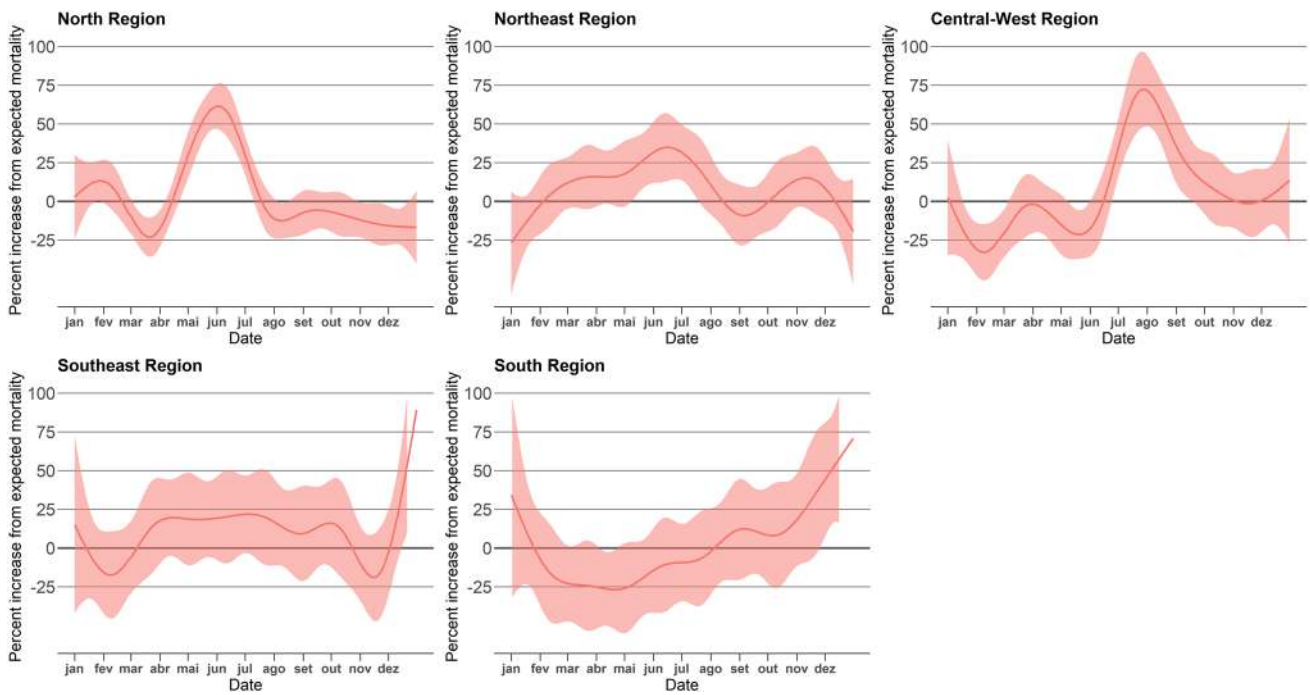 North Region
Percent increase from expected mortality
100
75
50
25
0
-25
jan fev mar abr mai jun jul ago set out nov dez
Date
Northeast Region
Percent increase from expected mortality
100
75
50
25
0
-25
jan fev mar abr mai jun jul ago set out nov dez
Date
Central-West Region
Percent increase from expected mortality
100
75
50
25
0
-25
jan fev mar abr mai jun jul ago set out nov dez
Date
Southeast Region
Percent increase from expected mortality
100
75
50
25
0
-25
jan fev mar abr mai jun jul ago set out nov dez
Date
South Region
Percent increase from expected mortality
100
75
50
25
0
-25
jan fev mar abr mai jun jul ago set out nov dez
Date